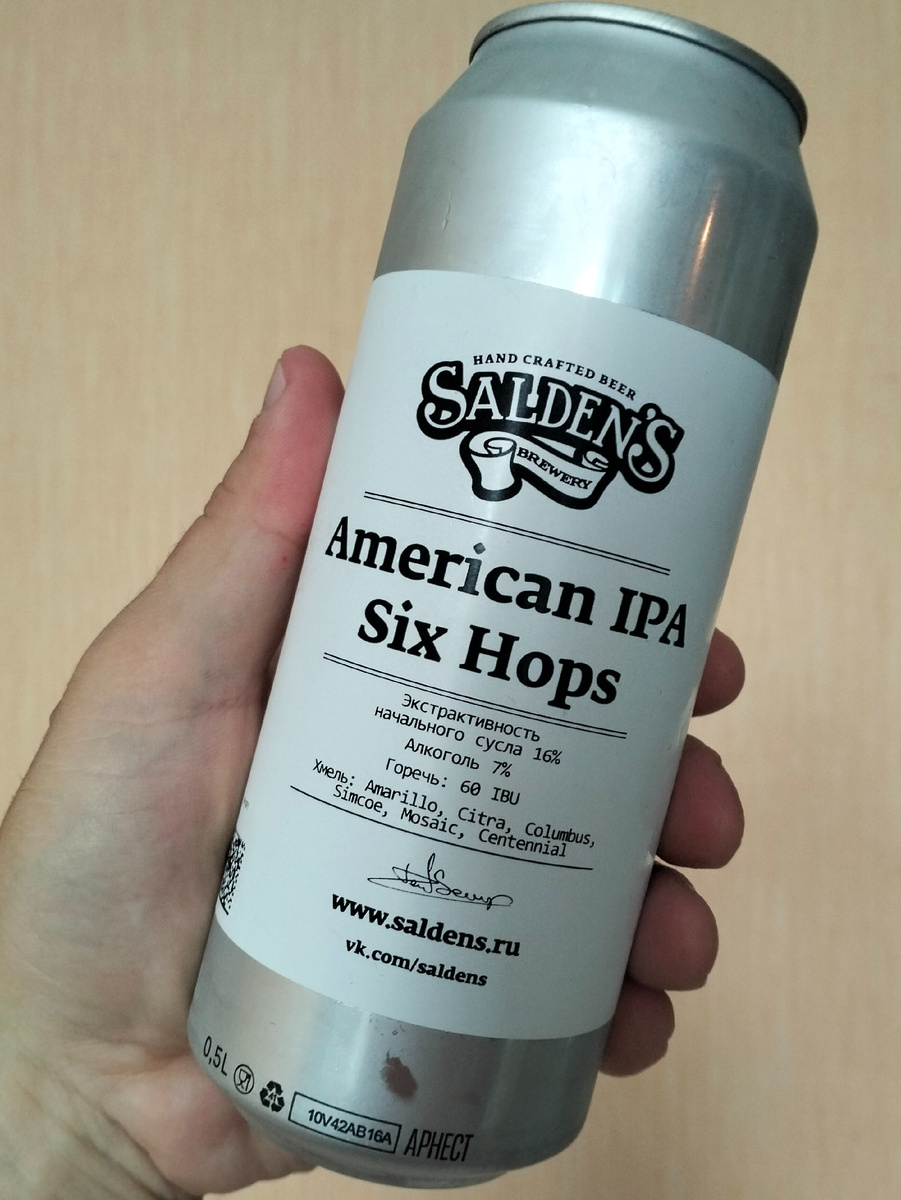 HAND CRAFTED BEER
SALDEN'S
BREWERY
American IPA
Six Hops
Экстрактивность
начального сусла 16%
Алкоголь 7%
Горечь: 60 IBU
Хмель: Amarillo, Citra, Columbus,
Simcoe, Mosaic, Centennial
www.saldens.ru
vk.com/saldens
0,5L
41
10V42AB16A
АРНЕСТ